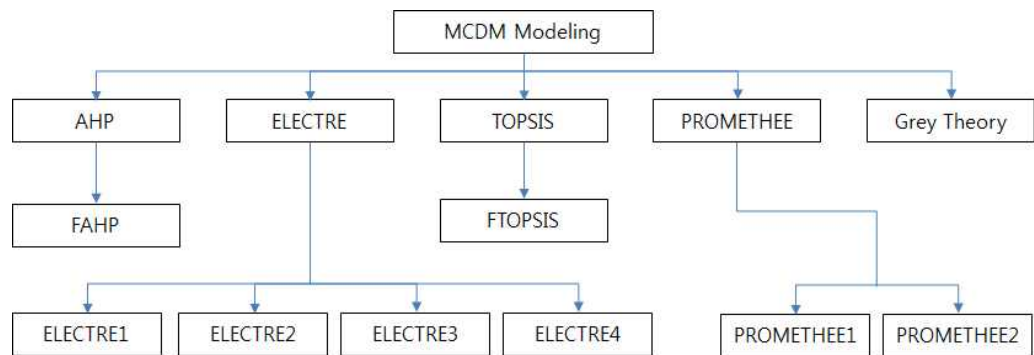 MCDM Modeling
AHP
ELECTRE
TOPSIS
PROMETHEE
Grey Theory
FAHP
FTOPSIS
ELECTRE1
ELECTRE2
ELECTRE3
ELECTRE4
PROMETHEE1
PROMETHEE2